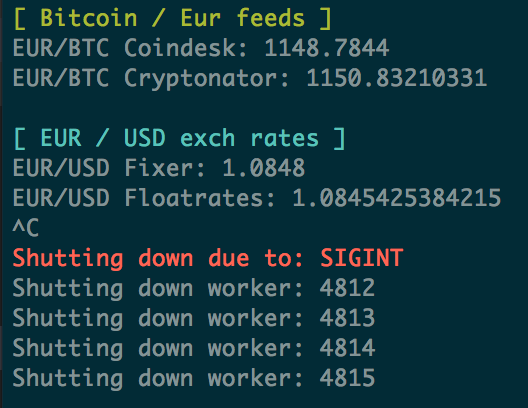 [ Bitcoin / Eur feeds ]
EUR/BTC Coindesk: 1148.7844
EUR/BTC Cryptonator: 1150.83210331
[ EUR / USD exch rates ]
EUR/USD Fixer: 1.0848
EUR/USD Floatrates: 1.0845425384215
^C
Shutting down due to: SIGINT
Shutting down worker: 4812
Shutting down worker: 4813
Shutting down worker: 4814
Shutting down worker: 4815